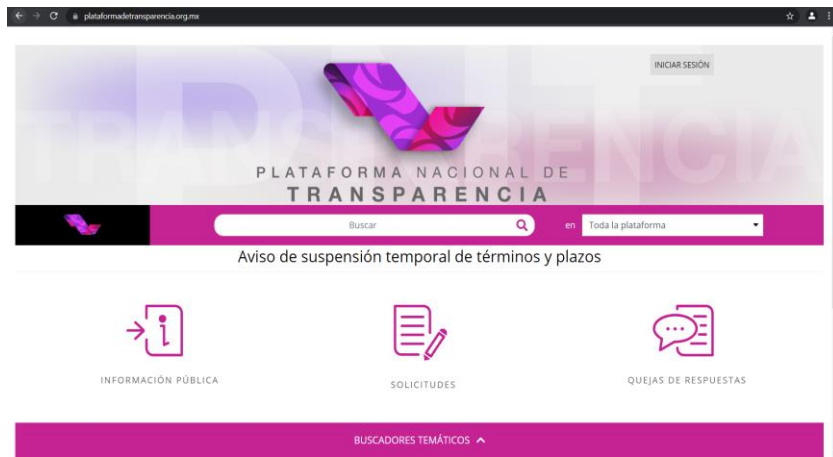 plataformadetransparencia.org.mx
INICIAR SESIÓN
PNT
TRANSPARENCIA
PLATAFORMA NACIONAL DE
TRANSPARENCIA
Buscar
en
Toda la plataforma
Aviso de suspensión temporal de términos y plazos
INFORMACIÓN PÚBLICA
SOLICITUDES
QUEJAS DE RESPUESTAS
BUSCADORES TEMÁTICOS